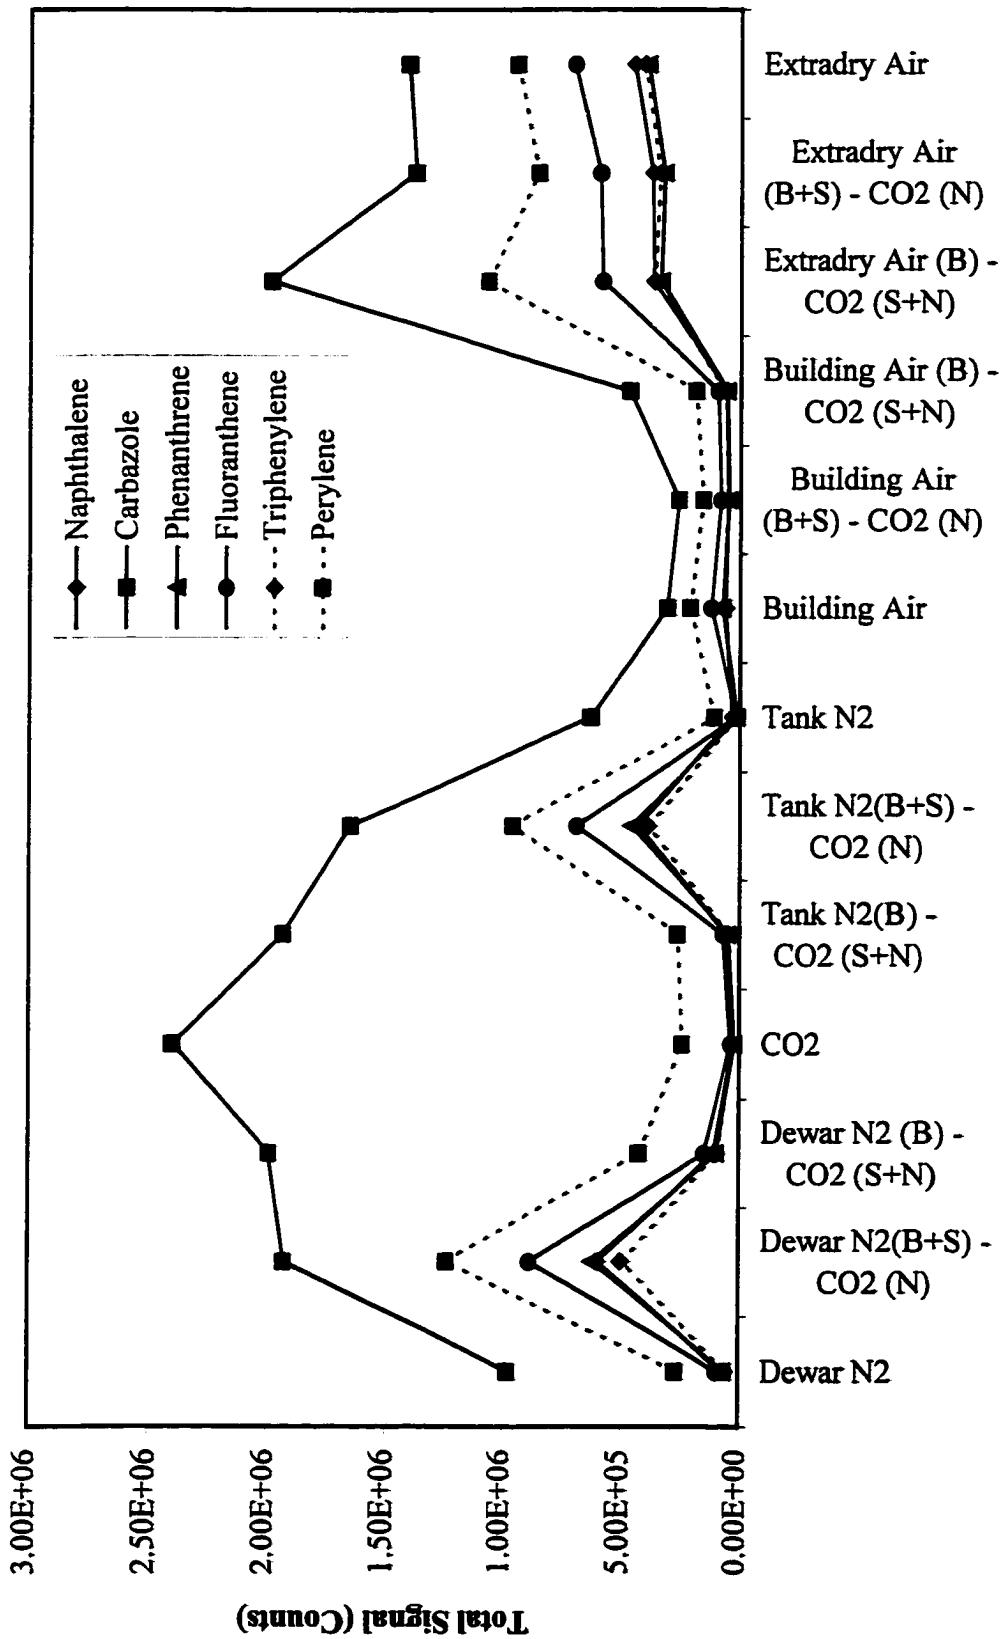 Extradry Air
Extradry Air
(B+S) - CO2 (N)
Extradry Air (B) -
CO2 (S+N)
Building Air (B) -
CO2 (S+N)
Building Air
(B+S) - CO2 (N)
Building Air
Tank N2
Tank N2(B+S) -
CO2 (N)
Tank N2(B) -
CO2 (S+N)
CO2
Dewar N2 (B) -
CO2 (S+N)
Dewar N2(B+S) -
CO2 (N)
Dewar N2
Naphthalene
Carbazole
Phenanthrene
Fluoranthene
Triphenylene
Perylene
3.00E+06
2.50E+06
2.00E+06
1.50E+06
1.00E+06
5.00E+05
0.00E+00
Total Signal (Counts)